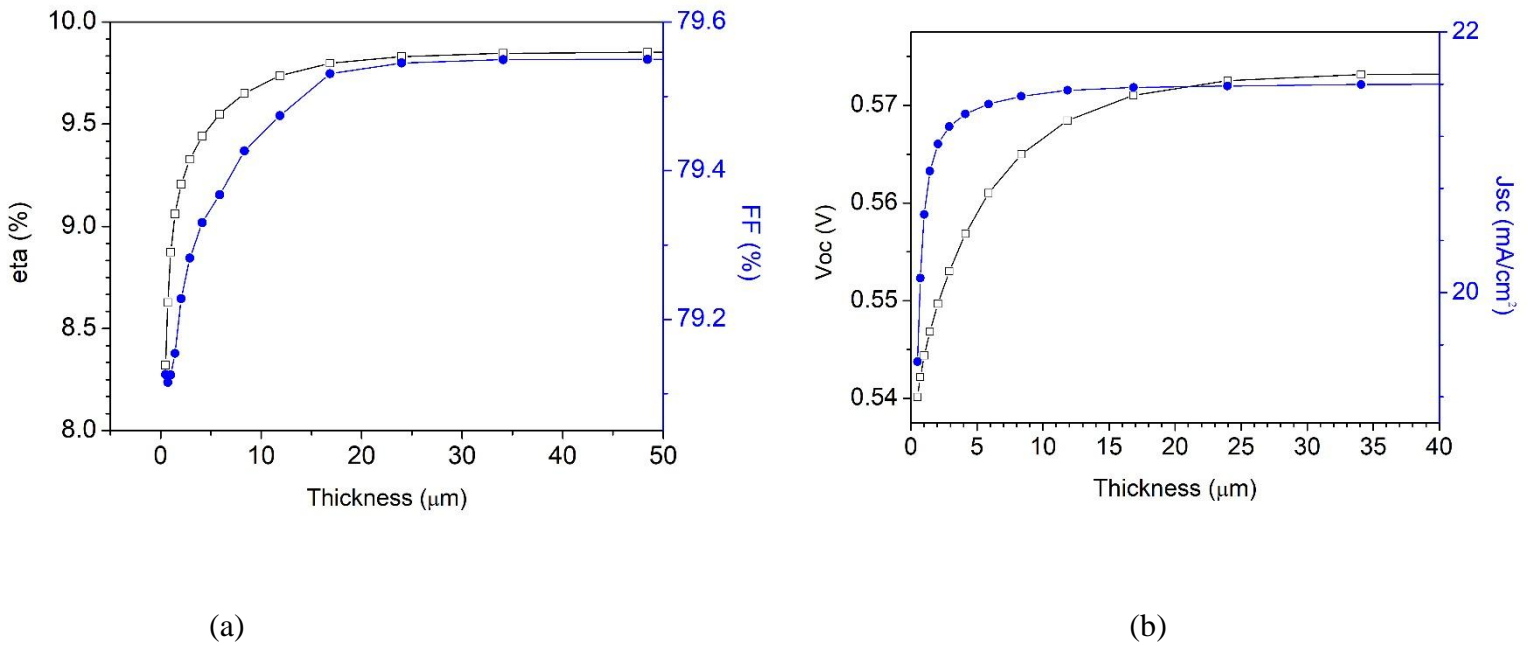 10.0
9.5
9.0
8.5
8.0
eta (%)
79.6
79.4
79.2
FF (%)
0 10 20 30 40 50
Thickness (μm)
(a)
0.57
0.56
0.55
0.54
Voc (V)
22
20
Jsc (mA/cm²)
0 5 10 15 20 25 30 35 40
Thickness (μm)
(b)